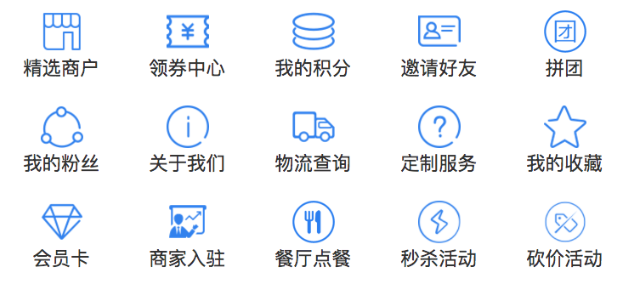 精选商户 领券中心 我的积分 邀请好友 团 拼团
我的粉丝 关于我们 物流查询 定制服务 我的收藏
会员卡 商家入驻 餐厅点餐 秒杀活动 砍价活动